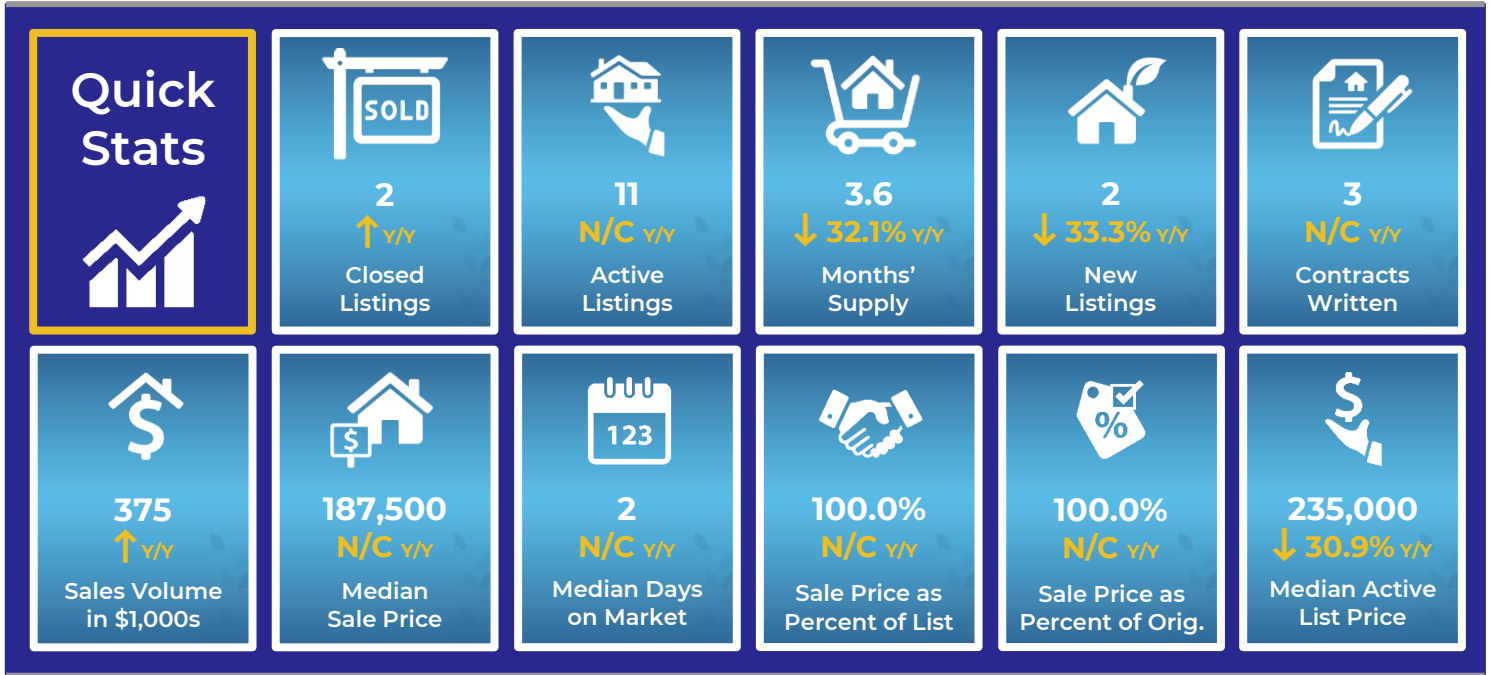 Quick
Stats
SOLD
2
↑ Y/Y
Closed
Listings
11
N/C Y/Y
Active
Listings
3.6
↓ 32.1% Y/Y
Months’
Supply
2
↓ 33.3% Y/Y
New
Listings
3
N/C Y/Y
Contracts
Written
$
375
↑ Y/Y
Sales Volume
in $1,000s
$
187,500
N/C Y/Y
Median
Sale Price
123
2
N/C Y/Y
Median Days
on Market
100.0%
N/C Y/Y
Sale Price as
Percent of List
%
100.0%
N/C Y/Y
Sale Price as
Percent of Orig.
$
235,000
↓ 30.9% Y/Y
Median Active
List Price